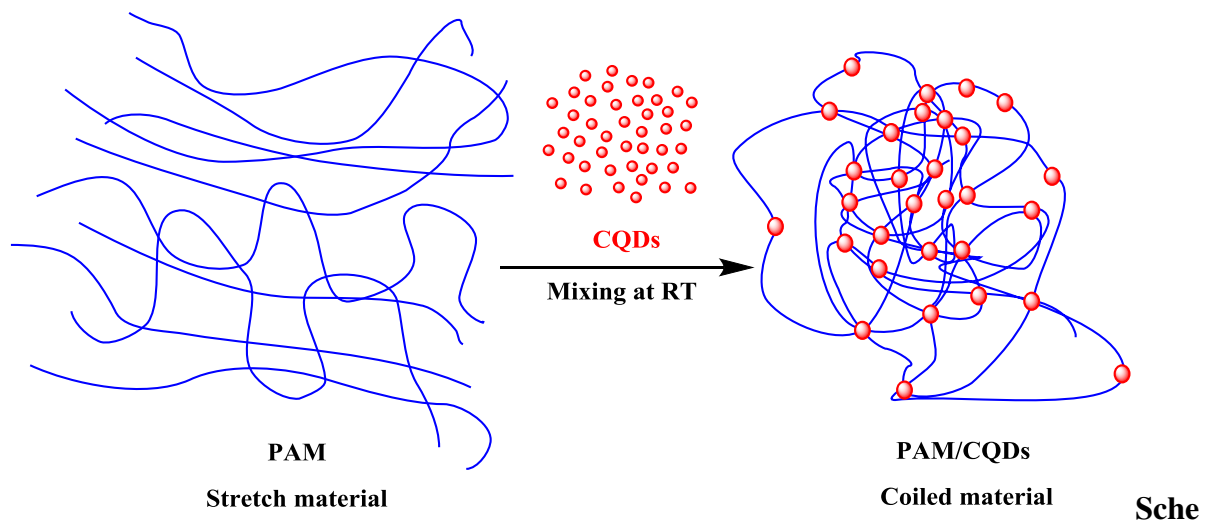 CQDs
Mixing at RT
PAM
Stretch material
PAM/CQDs
Coiled material
Sche